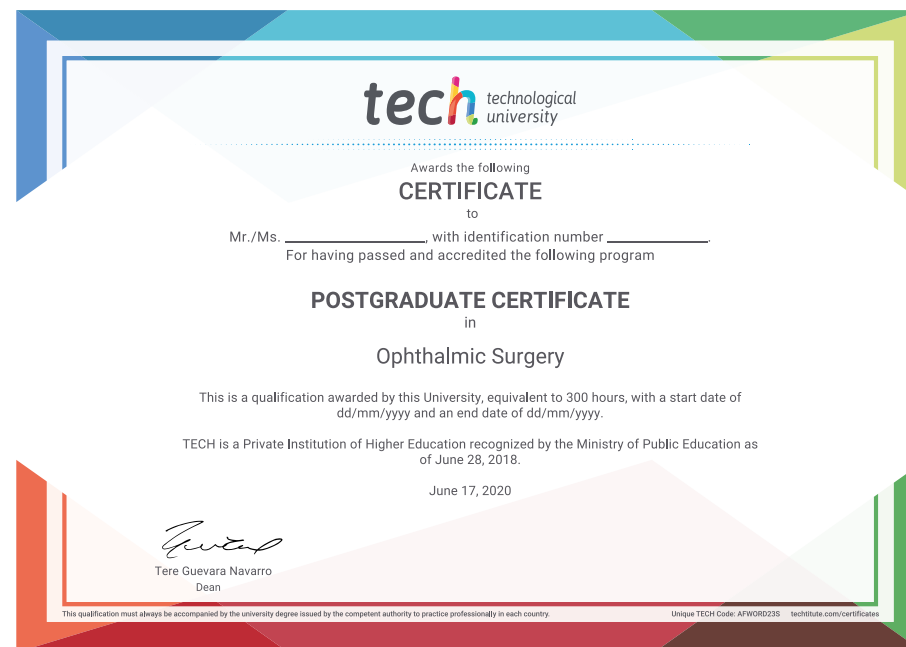 tech technological
university
Awards the following
CERTIFICATE
to
Mr./Ms. ____________________, with identification number ______________.
For having passed and accredited the following program
POSTGRADUATE CERTIFICATE
in
Ophthalmic Surgery
This is a qualification awarded by this University, equivalent to 300 hours, with a start date of
dd/mm/yyyy and an end date of dd/mm/yyyy.
TECH is a Private Institution of Higher Education recognized by the Ministry of Public Education as
of June 28, 2018.
June 17, 2020
Tere Guevara Navarro
Dean
This qualification must always be accompanied by the university degree issued by the competent authority to practice professionally in each country.
Unique TECH Code: AFWORD23S techtitute.com/certificates